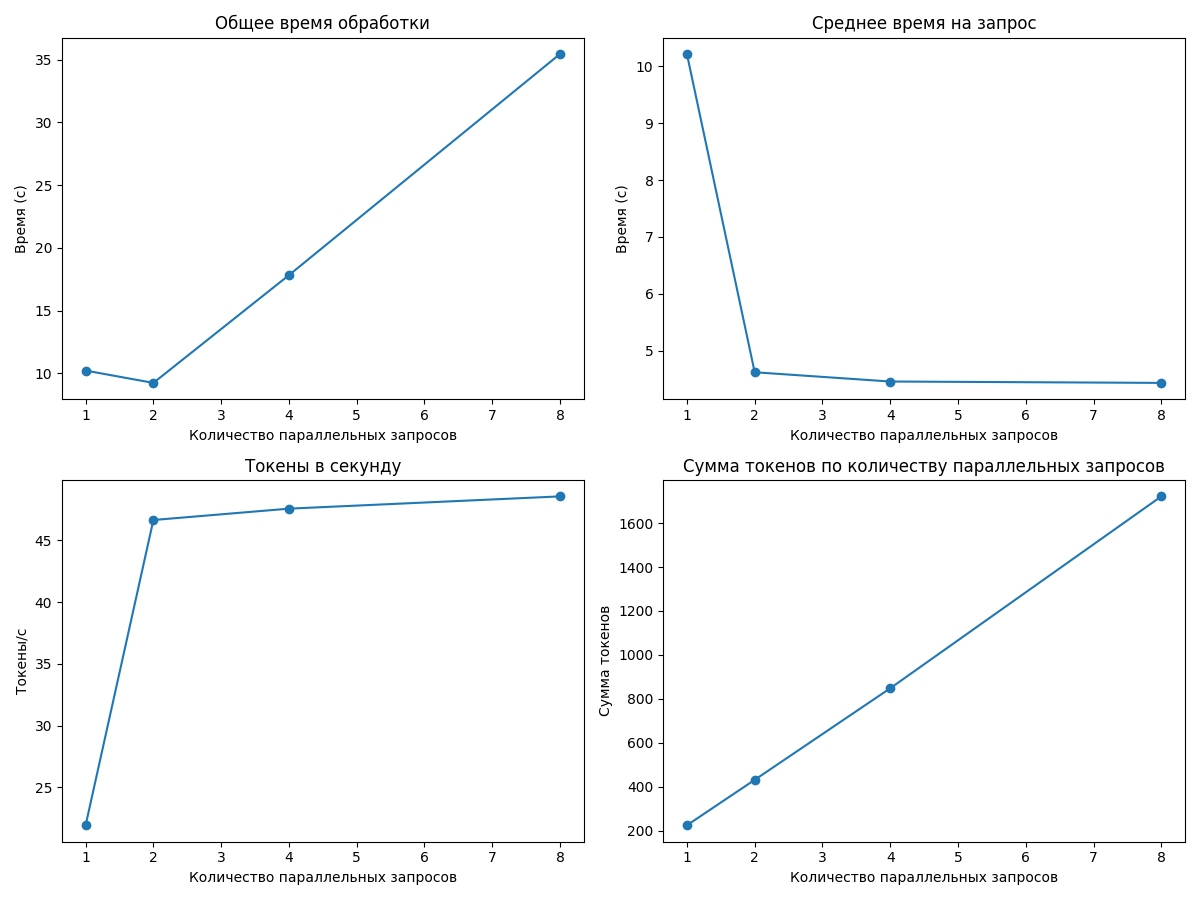 Общее время обработки
35
30
25
20
15
10
Время (с)
1 2 3 4 5 6 7 8
Количество параллельных запросов
Среднее время на запрос
10
9
8
7
6
5
Время (с)
1 2 3 4 5 6 7 8
Количество параллельных запросов
Токены в секунду
45
40
35
30
25
Токены/с
1 2 3 4 5 6 7 8
Количество параллельных запросов
Сумма токенов по количеству параллельных запросов
1600
1400
1200
1000
800
600
400
200
Сумма токенов
1 2 3 4 5 6 7 8
Количество параллельных запросов